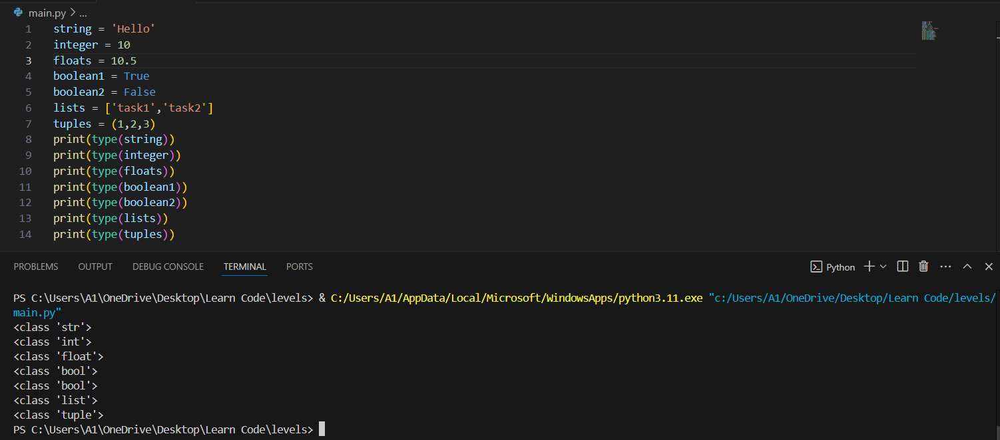 main.py > ...
1 string = 'Hello'
2 integer = 10
3 floats = 10.5
4 boolean1 = True
5 boolean2 = False
6 lists = ['task1','task2']
7 tuples = (1,2,3)
8 print(type(string))
9 print(type(integer))
10 print(type(floats))
11 print(type(boolean1))
12 print(type(boolean2))
13 print(type(lists))
14 print(type(tuples))
PROBLEMS OUTPUT DEBUG CONSOLE TERMINAL PORTS Python
PS C:\Users\A1\OneDrive\Desktop\Learn Code\levels> & C:/Users/A1/AppData/Local/Microsoft/WindowsApps/python3.11.exe "c:/Users/A1/OneDrive/Desktop/Learn Code/levels/
main.py"
<class 'str'>
<class 'int'>
<class 'float'>
<class 'bool'>
<class 'bool'>
<class 'list'>
<class 'tuple'>
PS C:\Users\A1\OneDrive\Desktop\Learn Code\levels>